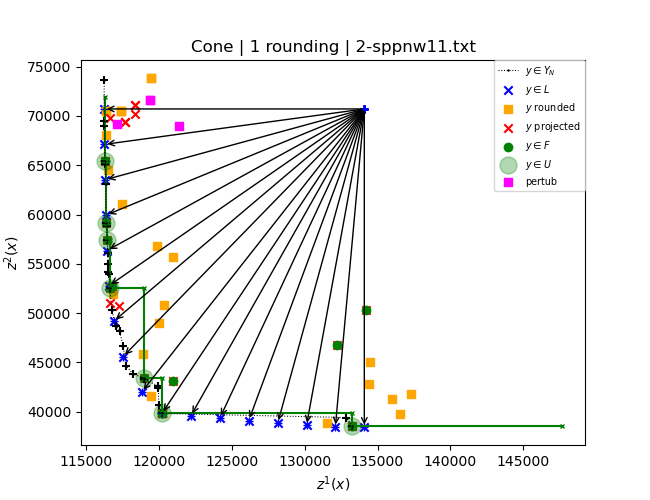 Cone | 1 rounding | 2-sppnw11.txt
75000
70000
65000
60000
55000
50000
45000
40000
z²(x)
115000 120000 125000 130000 135000 140000 145000
z¹(x)
y ∈ Y_N
y ∈ L
y rounded
y projected
y ∈ F
y ∈ U
pertub